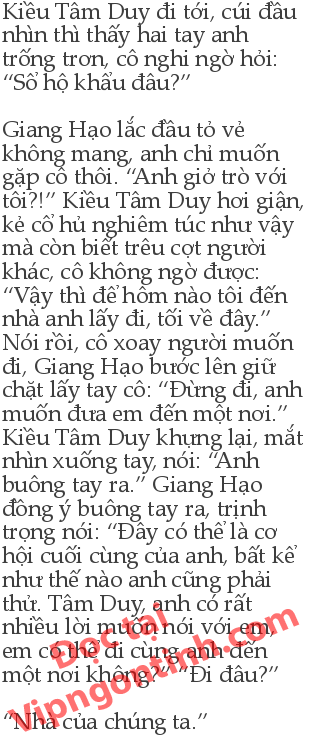 Kiều Tâm Duy đi tới, cúi đầu
nhìn thì thấy hai tay anh
trống trơn, cô nghi ngờ hỏi:
“Sổ hộ khẩu đâu?”
Giang Hạo lắc đầu tỏ vẻ
không mang, anh chỉ muốn
gặp cô thôi. “Anh giở trò với
tôi?!” Kiều Tâm Duy hơi giận,
kẻ cổ hủ nghiêm túc như vậy
mà còn biết trêu cợt người
khác, cô không ngờ được:
“Vậy thì để hôm nào tôi đến
nhà anh lấy đi, tối về đây.”
Nói rồi, cô xoay người muốn
đi, Giang Hạo bước lên giữ
chặt lấy tay cô: “Đừng đi, anh
muốn đưa em đến một nơi.”
Kiều Tâm Duy khựng lại, mắt
nhìn xuống tay, nói: “Anh
buông tay ra.” Giang Hạo
đồng ý buông tay ra, trịnh
trọng nói: “Đây có thể là cơ
hội cuối cùng của anh, bất kể
như thế nào anh cũng phải
thử. Tâm Duy, anh có rất
nhiều lời muốn nói với em,
em có thể đi cùng anh đến
một nơi không?” “Đi đâu?”
“Nhà của chúng ta.”
Đọc tại
Vipngontinh.com